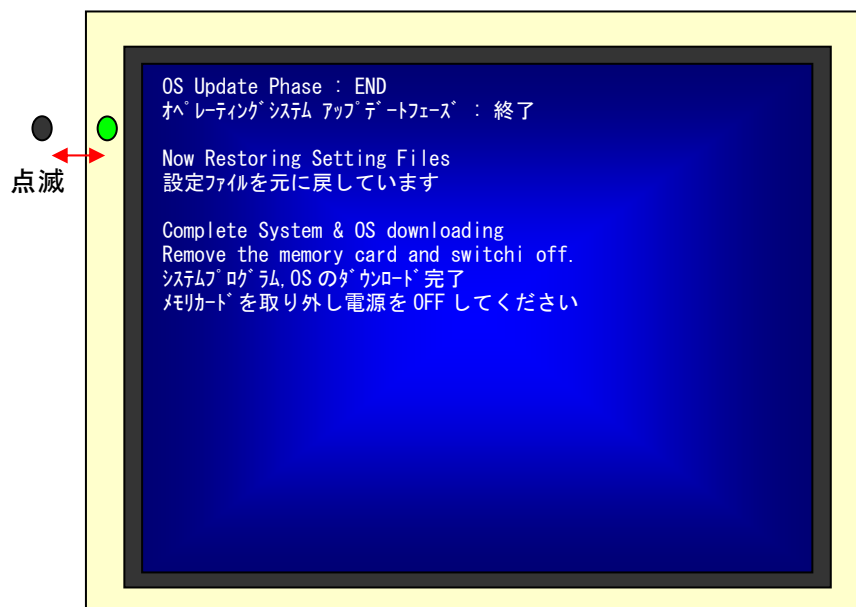 OS Update Phase : END
ｵﾍﾟﾚｰﾃｨﾝｸﾞｼｽﾃﾑ ｱｯﾌﾟﾃﾞｰﾄﾌｪｰｽﾞ : 終了
点滅
Now Restoring Setting Files
設定ﾌｧｲﾙを元に戻しています
Complete System & OS downloading
Remove the memory card and switchi off.
ｼｽﾃﾑﾌﾟﾛｸﾞﾗﾑ,OSのﾀﾞｳﾝﾛｰﾄﾞ完了
ﾒﾓﾘｶｰﾄﾞを取り外し電源をOFFしてください